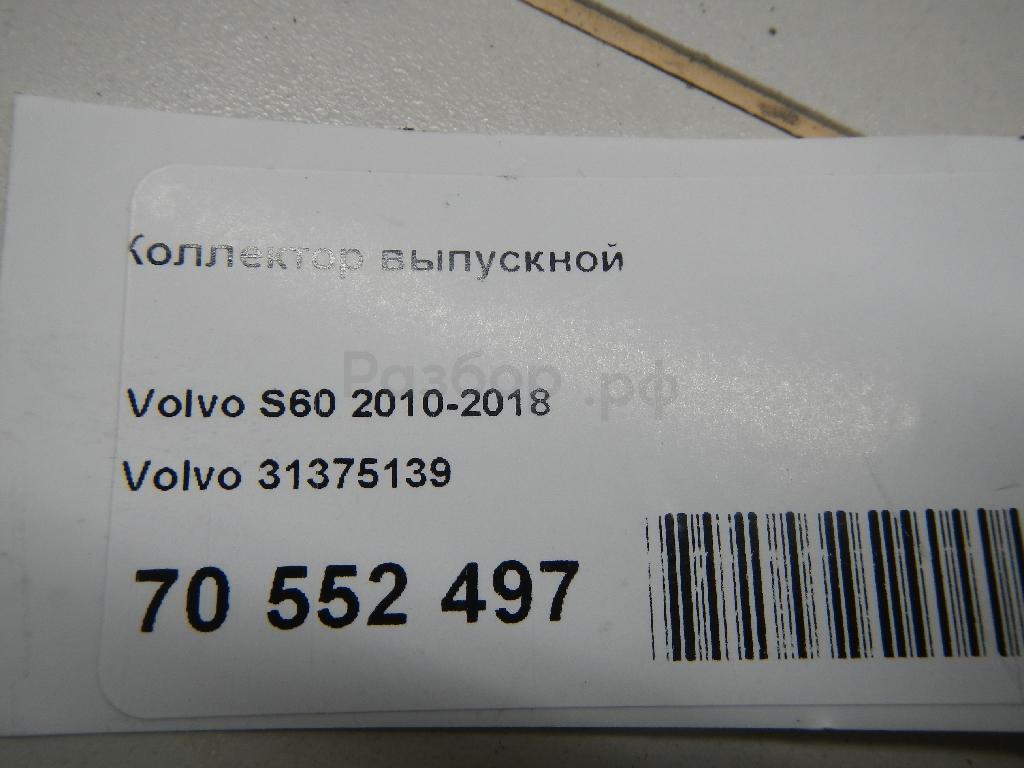 Коллектор выпускной
Разбор.рф
Volvo S60 2010-2018
Volvo 31375139
70 552 497